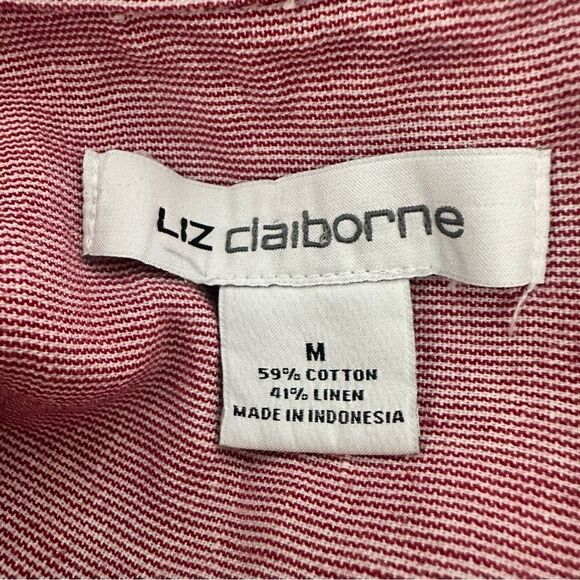 LIZ claiborne
M
59% COTTON
41% LINEN
MADE IN INDONESIA